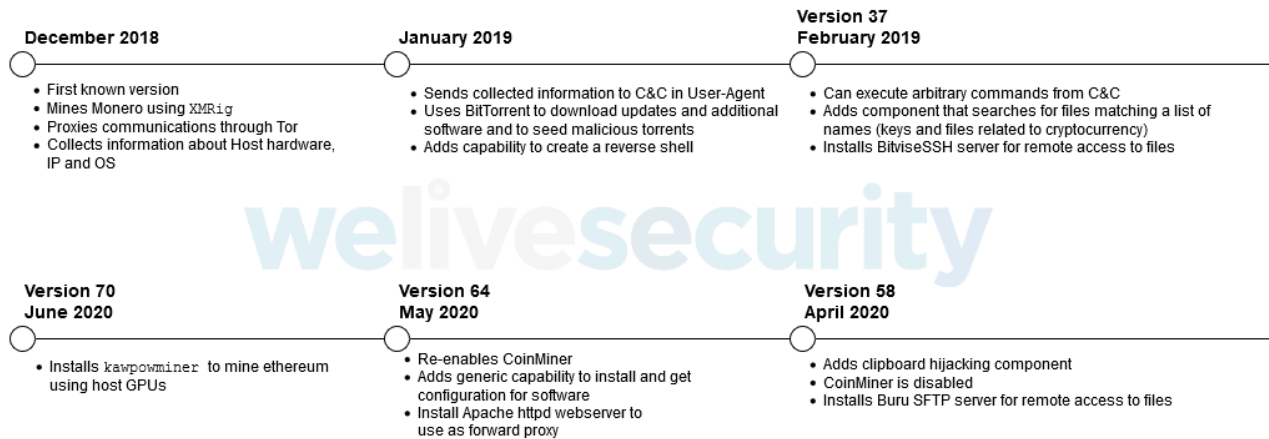 December 2018
First known version
Mines Monero using XMRig
Proxies communications through Tor
Collects information about Host hardware,
IP and OS
January 2019
Sends collected information to C&C in User-Agent
Uses BitTorrent to download updates and additional
software and to seed malicious torrents
Adds capability to create a reverse shell
Version 37
February 2019
Can execute arbitrary commands from C&C
Adds component that searches for files matching a list of
names (keys and files related to cryptocurrency)
Installs BitviseSSH server for remote access to files
welivesecurity
Version 70
June 2020
Installs kawpowminer to mine ethereum
using host GPUs
Version 64
May 2020
Re-enables CoinMiner
Adds generic capability to install and get
configuration for software
Install Apache httpd webserver to
use as forward proxy
Version 58
April 2020
Adds clipboard hijacking component
CoinMiner is disabled
Installs Buru SFTP server for remote access to files